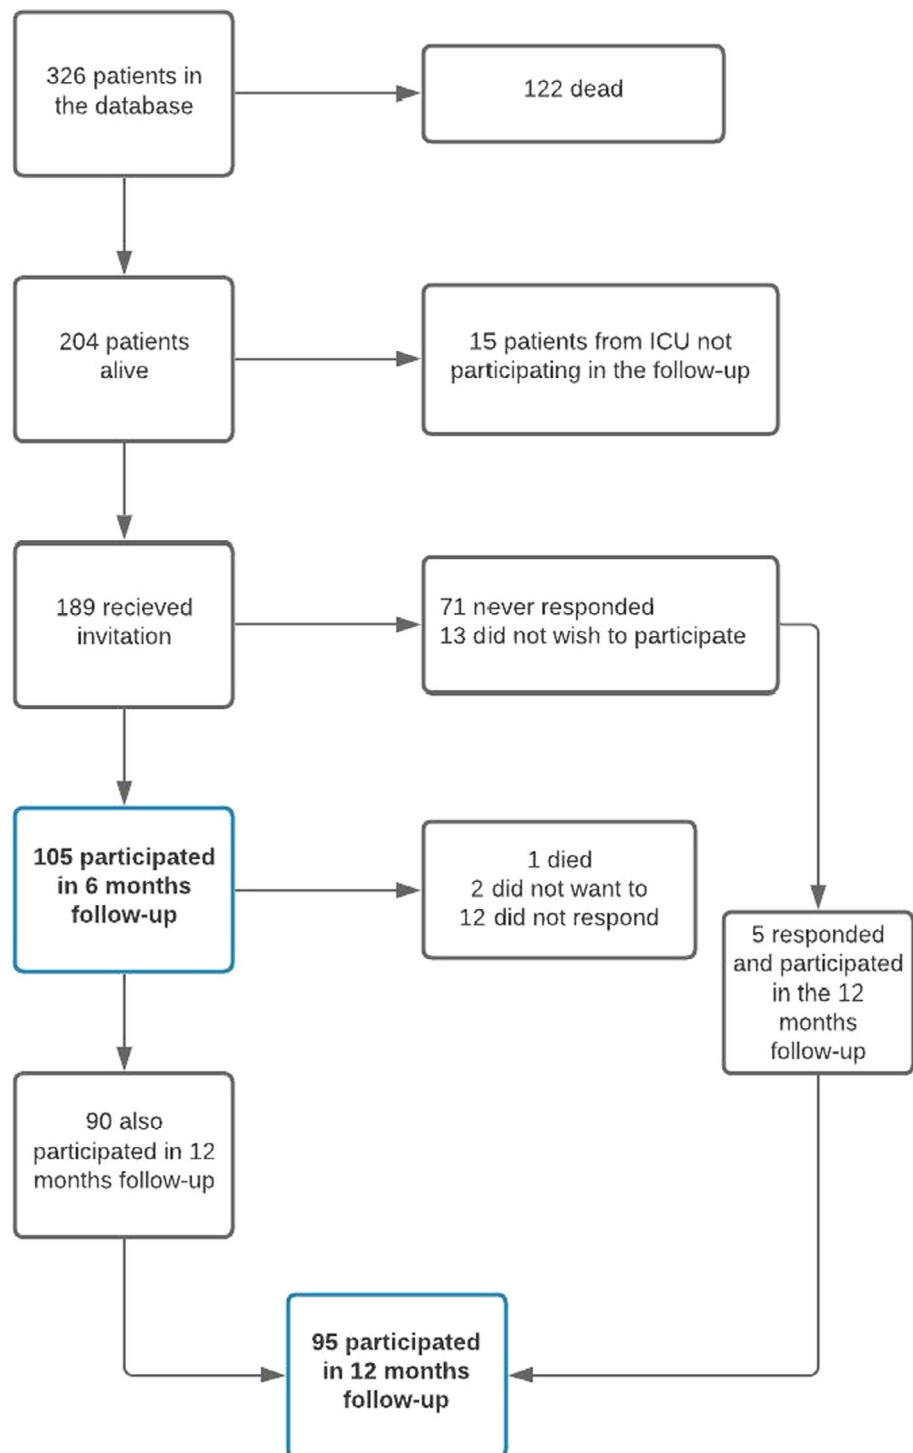 326 patients in
the database
122 dead
204 patients
alive
15 patients from ICU not
participating in the follow-up
189 recieved
invitation
71 never responded
13 did not wish to participate
105 participated
in 6 months
follow-up
1 died
2 did not want to
12 did not respond
5 responded
and participated
in the 12
months
follow-up
90 also
participated in 12
months follow-up
95 participated
in 12 months
follow-up